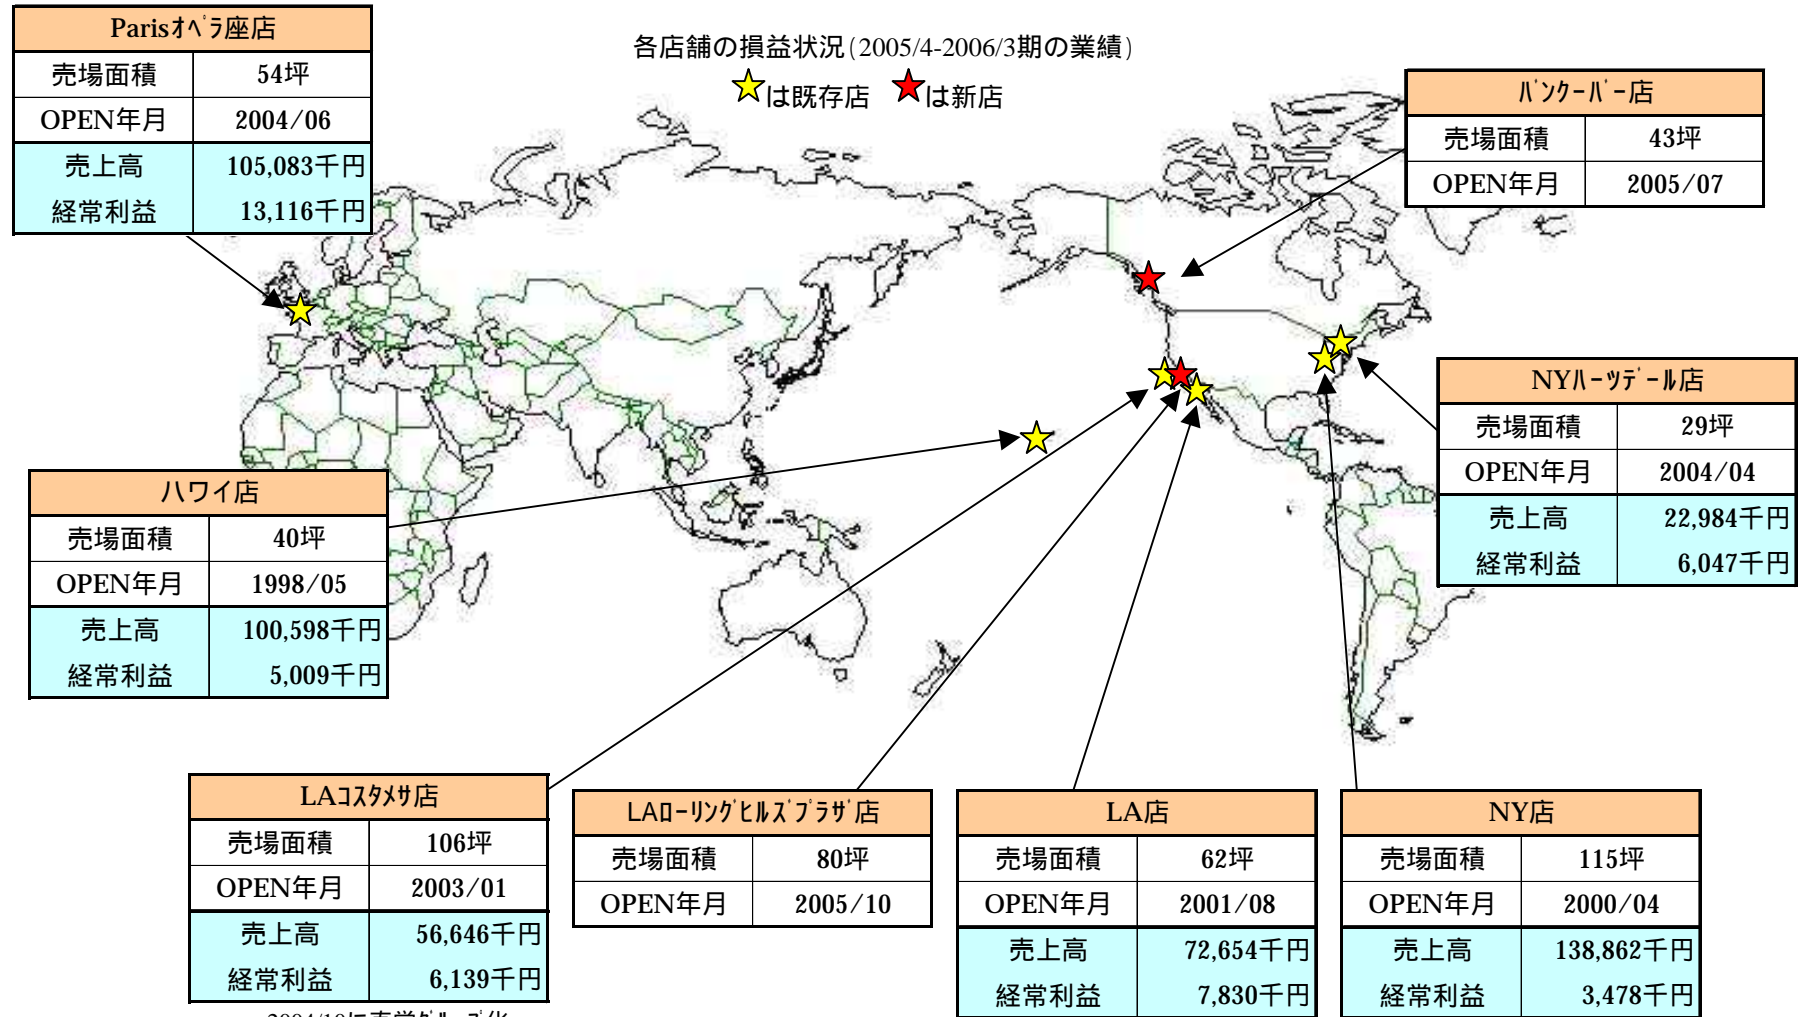 Parisｵﾍﾟﾗ座店
売場面積 54坪
OPEN年月 2004/06
売上高 105,083千円
経常利益 13,116千円
各店舗の損益状況(2005/4-2006/3期の業績)
は既存店 は新店
ﾊﾞﾝｸｰﾊﾞｰ店
売場面積 43坪
OPEN年月 2005/07
NYﾊｰﾂﾃﾞｰﾙ店
売場面積 29坪
OPEN年月 2004/04
売上高 22,984千円
経常利益 6,047千円
ハワイ店
売場面積 40坪
OPEN年月 1998/05
売上高 100,598千円
経常利益 5,009千円
LAｺｽﾀﾒｻ店
売場面積 106坪
OPEN年月 2003/01
売上高 56,646千円
経常利益 6,139千円
2004/10に直営ｸﾞﾙｰﾌﾟ化
LAﾛｰﾘﾝｸﾞﾋﾙｽﾞﾌﾟﾗｻﾞ店
売場面積 80坪
OPEN年月 2005/10
LA店
売場面積 62坪
OPEN年月 2001/08
売上高 72,654千円
経常利益 7,830千円
NY店
売場面積 115坪
OPEN年月 2000/04
売上高 138,862千円
経常利益 3,478千円